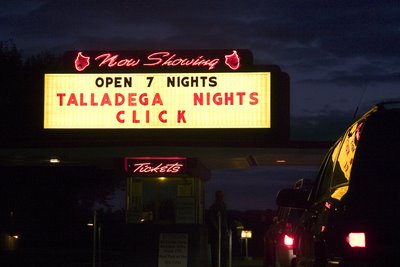 Now Showing
OPEN 7 NIGHTS
TALLADEGA NIGHTS
CLICK
Tickets